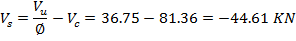 V_s = V_u/Ø − V_c = 36.75 − 81.36 = −44.61 KN